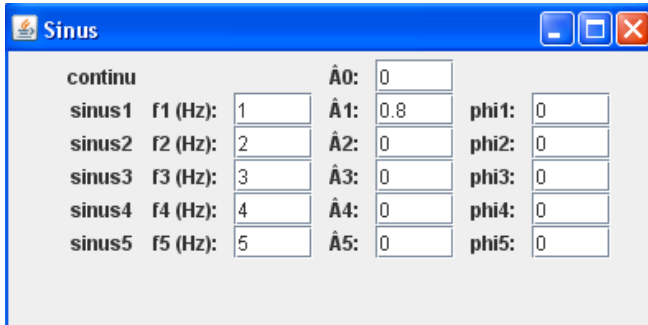 Sinus
continu Â0: 0
sinus1 f1 (Hz): 1 Â1: 0.8 phi1: 0
sinus2 f2 (Hz): 2 Â2: 0 phi2: 0
sinus3 f3 (Hz): 3 Â3: 0 phi3: 0
sinus4 f4 (Hz): 4 Â4: 0 phi4: 0
sinus5 f5 (Hz): 5 Â5: 0 phi5: 0